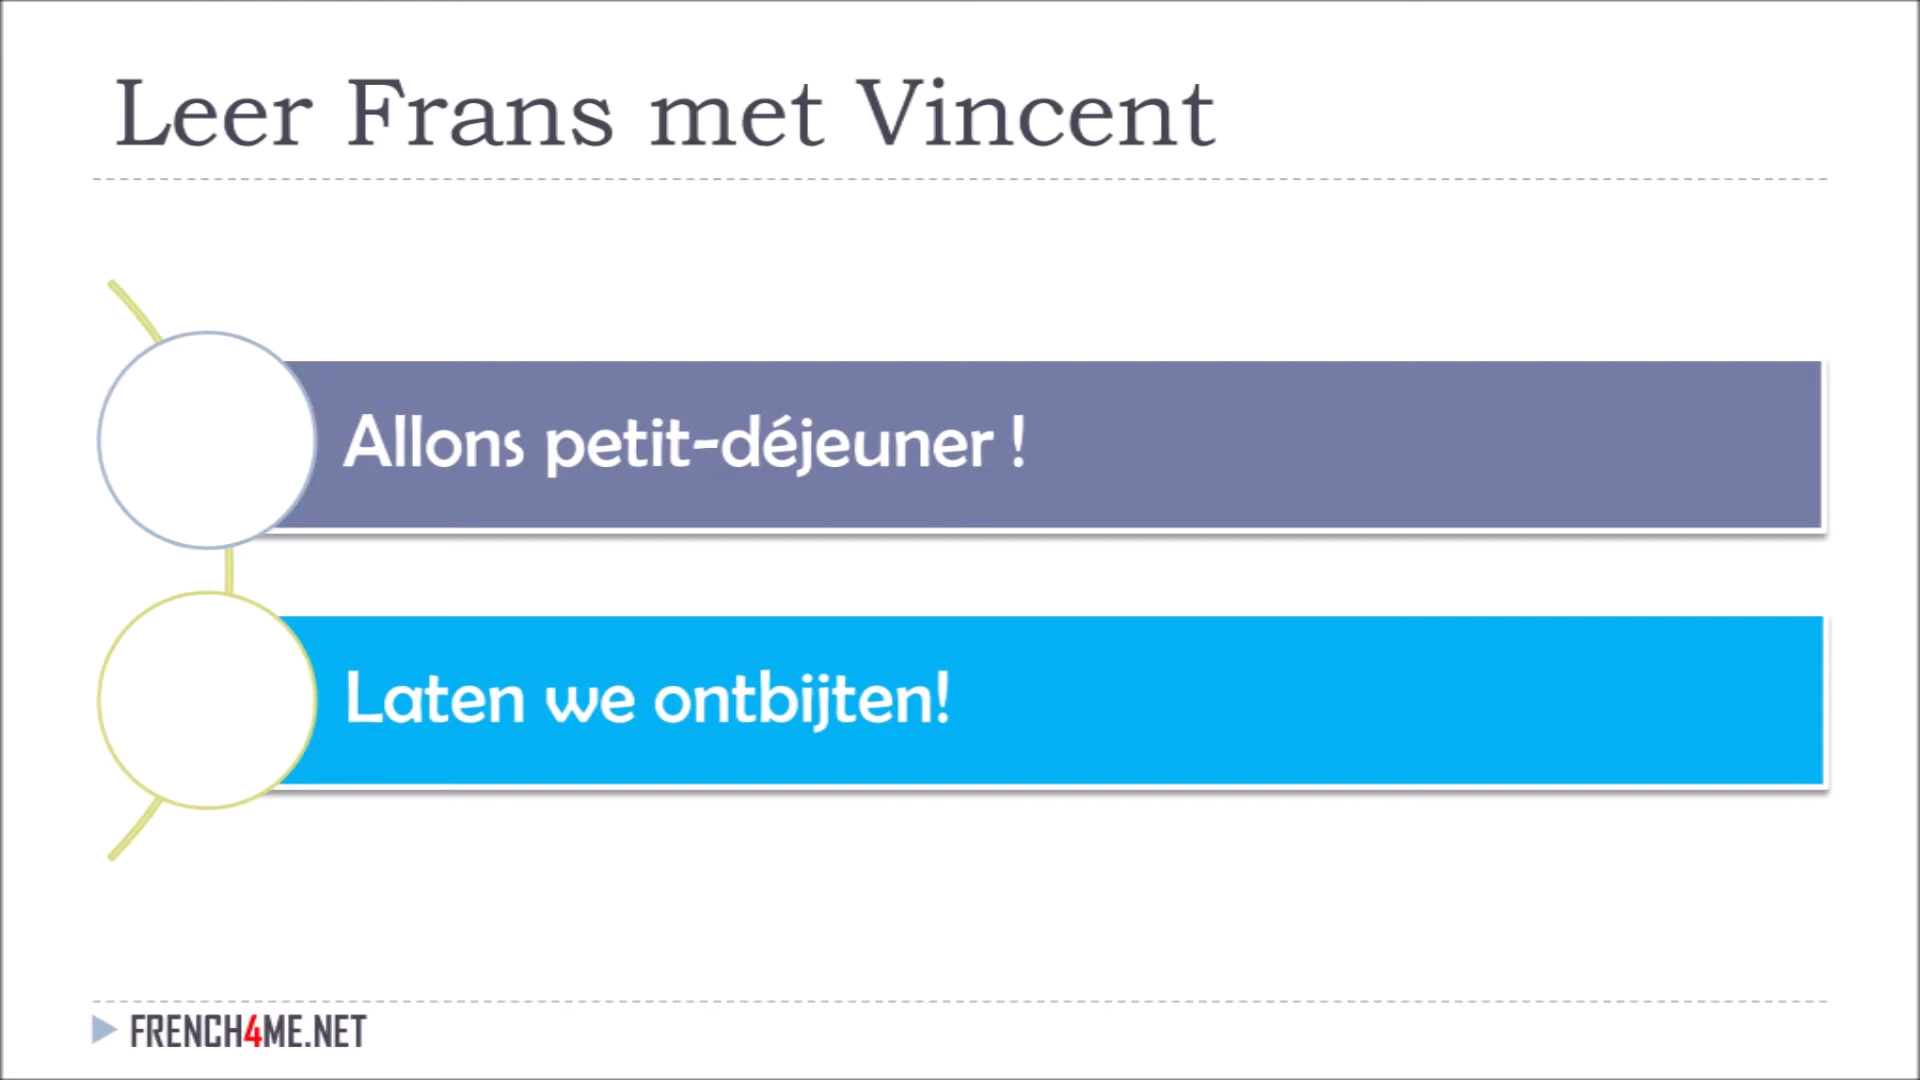 Leer Frans met Vincent
Allons petit-déjeuner !
Laten we ontbijten!
FRENCH4ME.NET